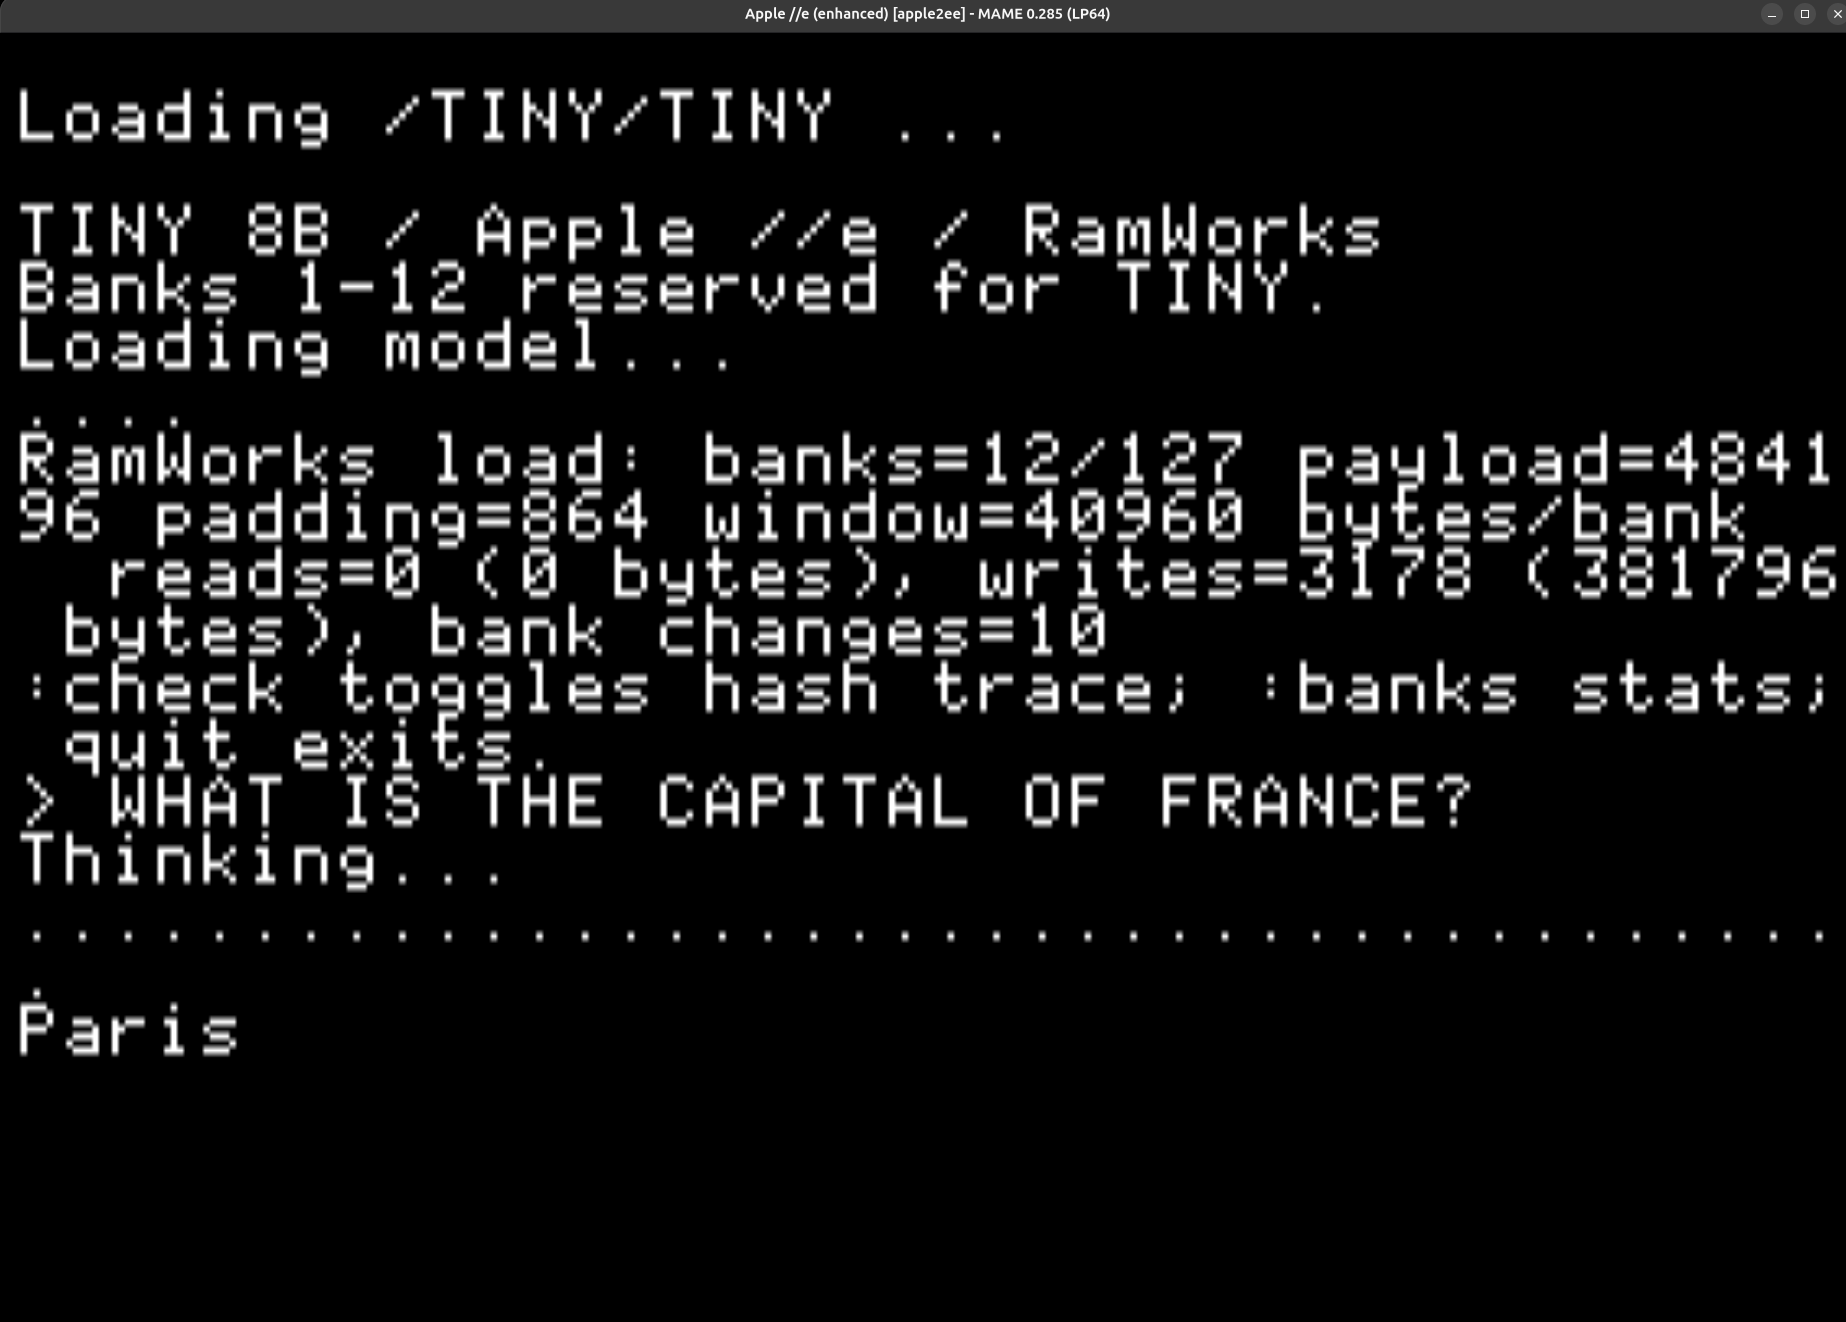 Apple //e (enhanced) [apple2ee] - MAME 0.285 (LP64)
Loading /TINY/TINY ...
TINY 8B / Apple //e / RamWorks
Banks 1-12 reserved for TINY.
Loading model...
....
RamWorks load: banks=12/127 payload=4841
96 padding=864 window=40960 bytes/bank
reads=0 (0 bytes), writes=3178 (381796
bytes), bank changes=10
:check toggles hash trace; :banks stats;
quit exits.
> WHAT IS THE CAPITAL OF FRANCE?
Thinking...
........................................
.
Paris